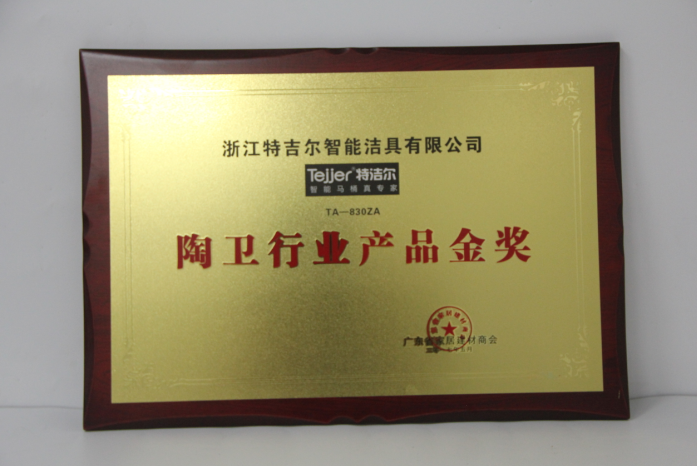 浙江特吉尔智能洁具有限公司
Tejjer®特洁尔
智能马桶真专家
TA—830ZA
陶卫行业产品金奖
广东省家居建材商会